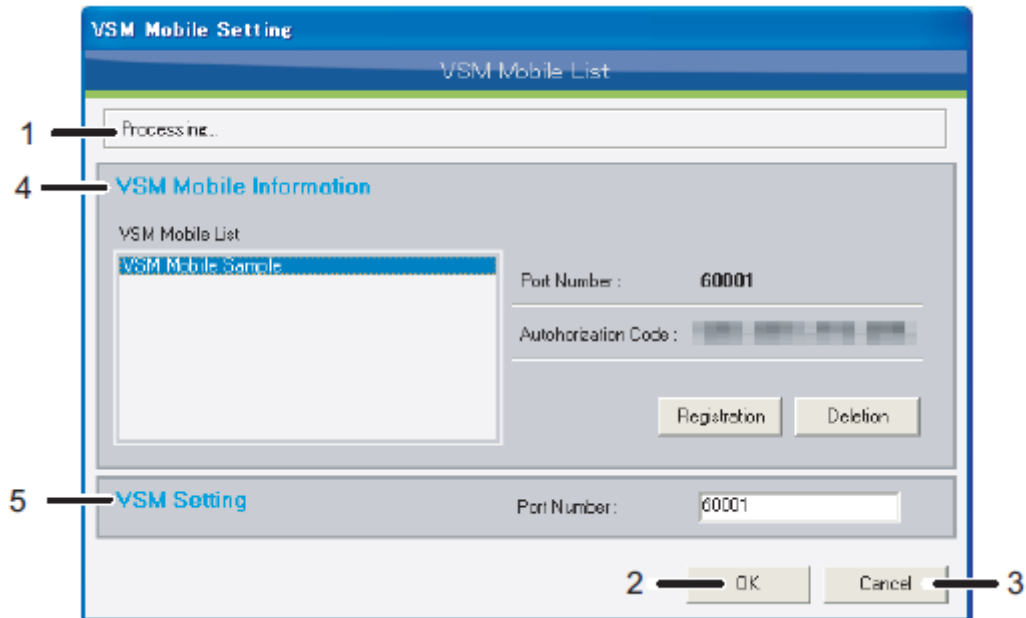 VSM Mobile Setting
VSM Mobile List
1 Processing...
4 VSM Mobile Information
VSM Mobile List
VSM Mobile Sample
Port Number : 60001
Autohorization Code :
Registration Deletion
5 VSM Setting Port Number : 60001
2 OK Cancel 3